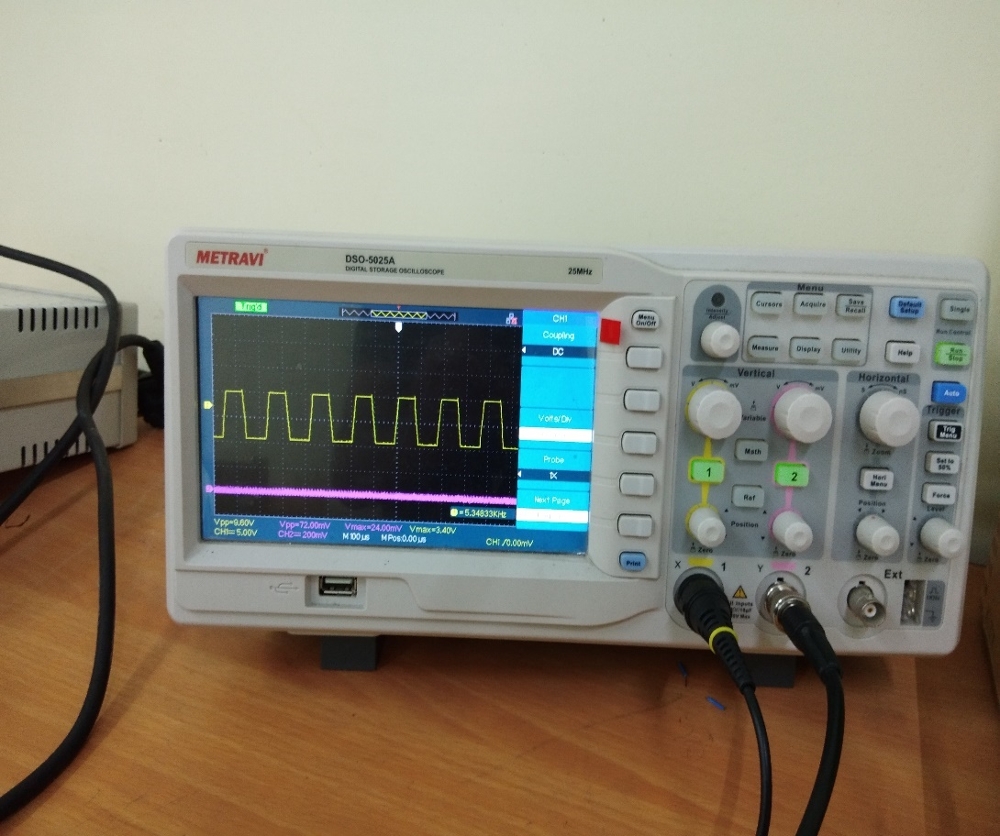 METRAVI®
DSO-5025A
DIGITAL STORAGE OSCILLOSCOPE
25MHz
Trig'd
CH1
Coupling
DC
Volts/Div
Probe
1X
Next Page
=5.34833KHz
Vpp=9.60V
Vpp=72.00mV
Vmax=24.00mV
Vmax=3.40V
CH1= 5.00V
CH2= 200mV
M 100 µs
M Pos:0.00 µs
CH1 /0.00mV
Menu On/Off
Print
Intensity
Adjust
Menu
Cursors
Acquire
Save
Recall
Measure
Display
Utility
Default
Setup
Help
Single
Run Control
Run
Stop
Auto
Vertical
V
mV
V
mV
Variable
1
2
Math
Ref
Position
Zero
Zero
Horizontal
S
nS
Zoom
Hori
Menu
Position
Zero
Trigger
Trig
Menu
Set to
50%
Force
Level
Zero
X
1
Y
2
Ext